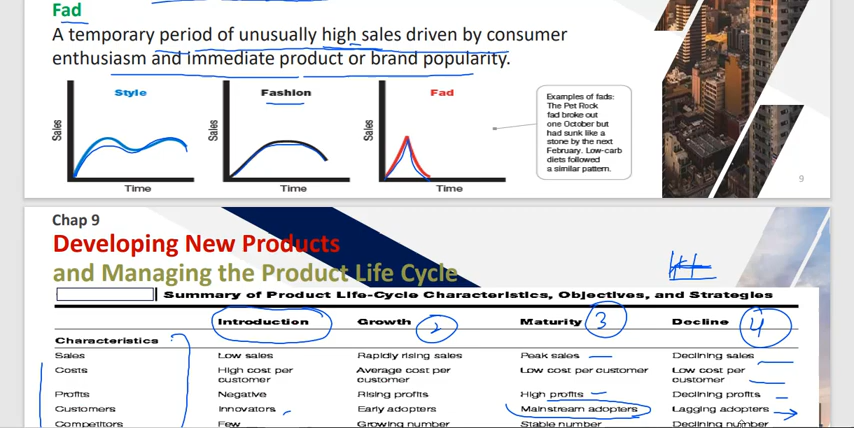 Fad
A temporary period of unusually high sales driven by consumer
enthusiasm and immediate product or brand popularity.
Style
Fashion
Fad
Sales
Time
Sales
Time
Sales
Time
Examples of fads:
The Pet Rock
fad broke out
one October but
had sunk like a
stone by the next
February. Low-carb
diets followed
a similar pattern.
9
Chap 9
Developing New Products
and Managing the Product Life Cycle
Summary of Product Life-Cycle Characteristics, Objectives, and Strategies
Introduction Growth 2 Maturity 3 Decline 4
Characteristics
Sales Low sales Rapidly rising sales Peak sales Declining sales
Costs High cost per customer Average cost per customer Low cost per customer Low cost per customer
Profits Negative Rising profits High profits Declining profits
Customers Innovators Early adopters Mainstream adopters Lagging adopters
Competitors Few Growing number Stable number Declining number